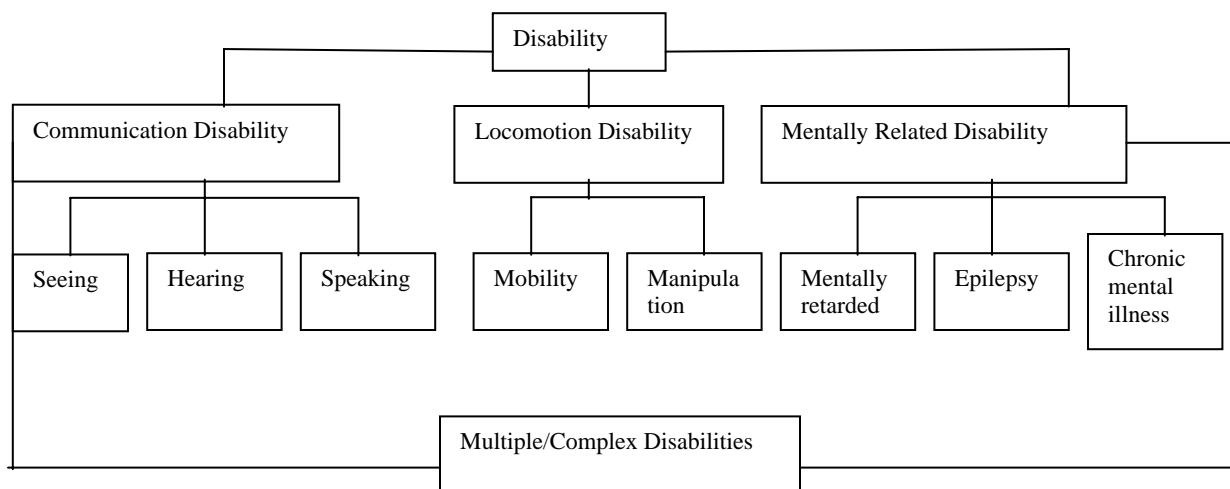 Disability
Communication Disability
Locomotion Disability
Mentally Related Disability
Seeing
Hearing
Speaking
Mobility
Manipula
tion
Mentally
retarded
Epilepsy
Chronic
mental
illness
Multiple/Complex Disabilities